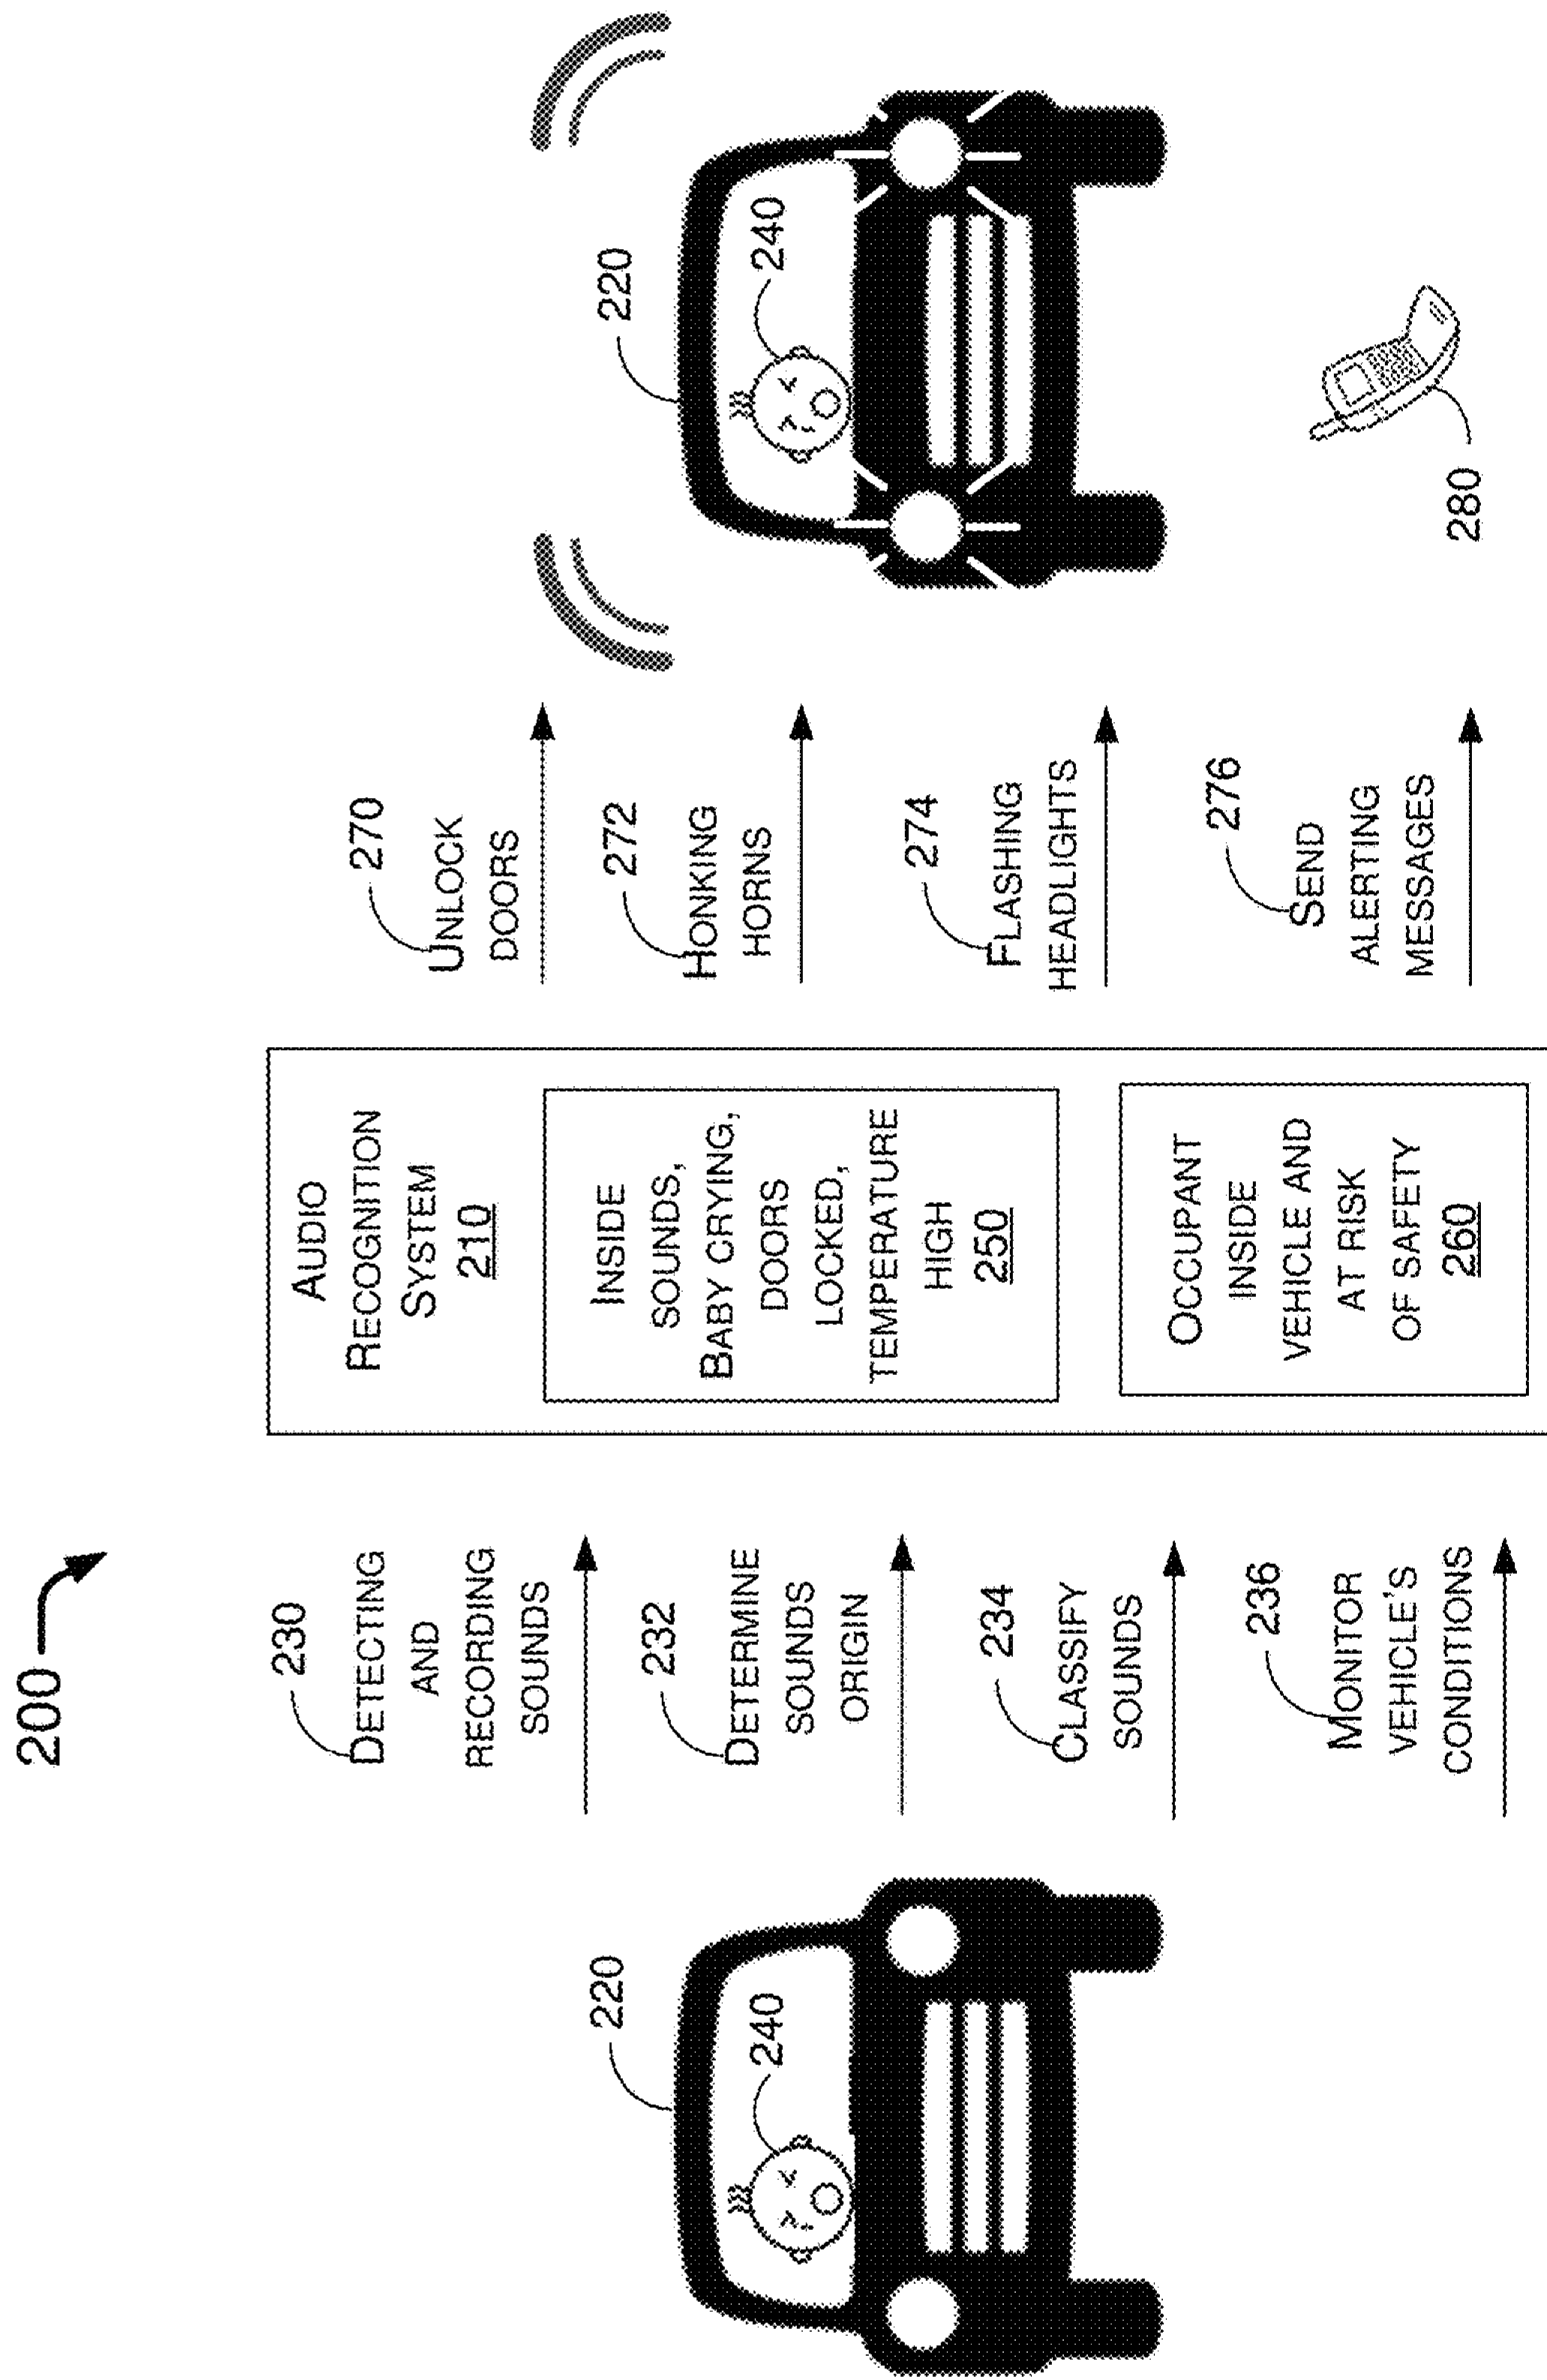 200
220
240
230
DETECTING
AND
RECORDING
SOUNDS
232
DETERMINE
SOUNDS
ORIGIN
234
CLASSIFY
SOUNDS
236
MONITOR
VEHICLE'S
CONDITIONS
AUDIO
RECOGNITION
SYSTEM
210
INSIDE
SOUNDS,
BABY CRYING,
DOORS
LOCKED,
TEMPERATURE
HIGH
250
OCCUPANT
INSIDE
VEHICLE AND
AT RISK
OF SAFETY
260
270
UNLOCK
DOORS
272
HONKING
HORNS
274
FLASHING
HEADLIGHTS
276
SEND
ALERTING
MESSAGES
220
240
280